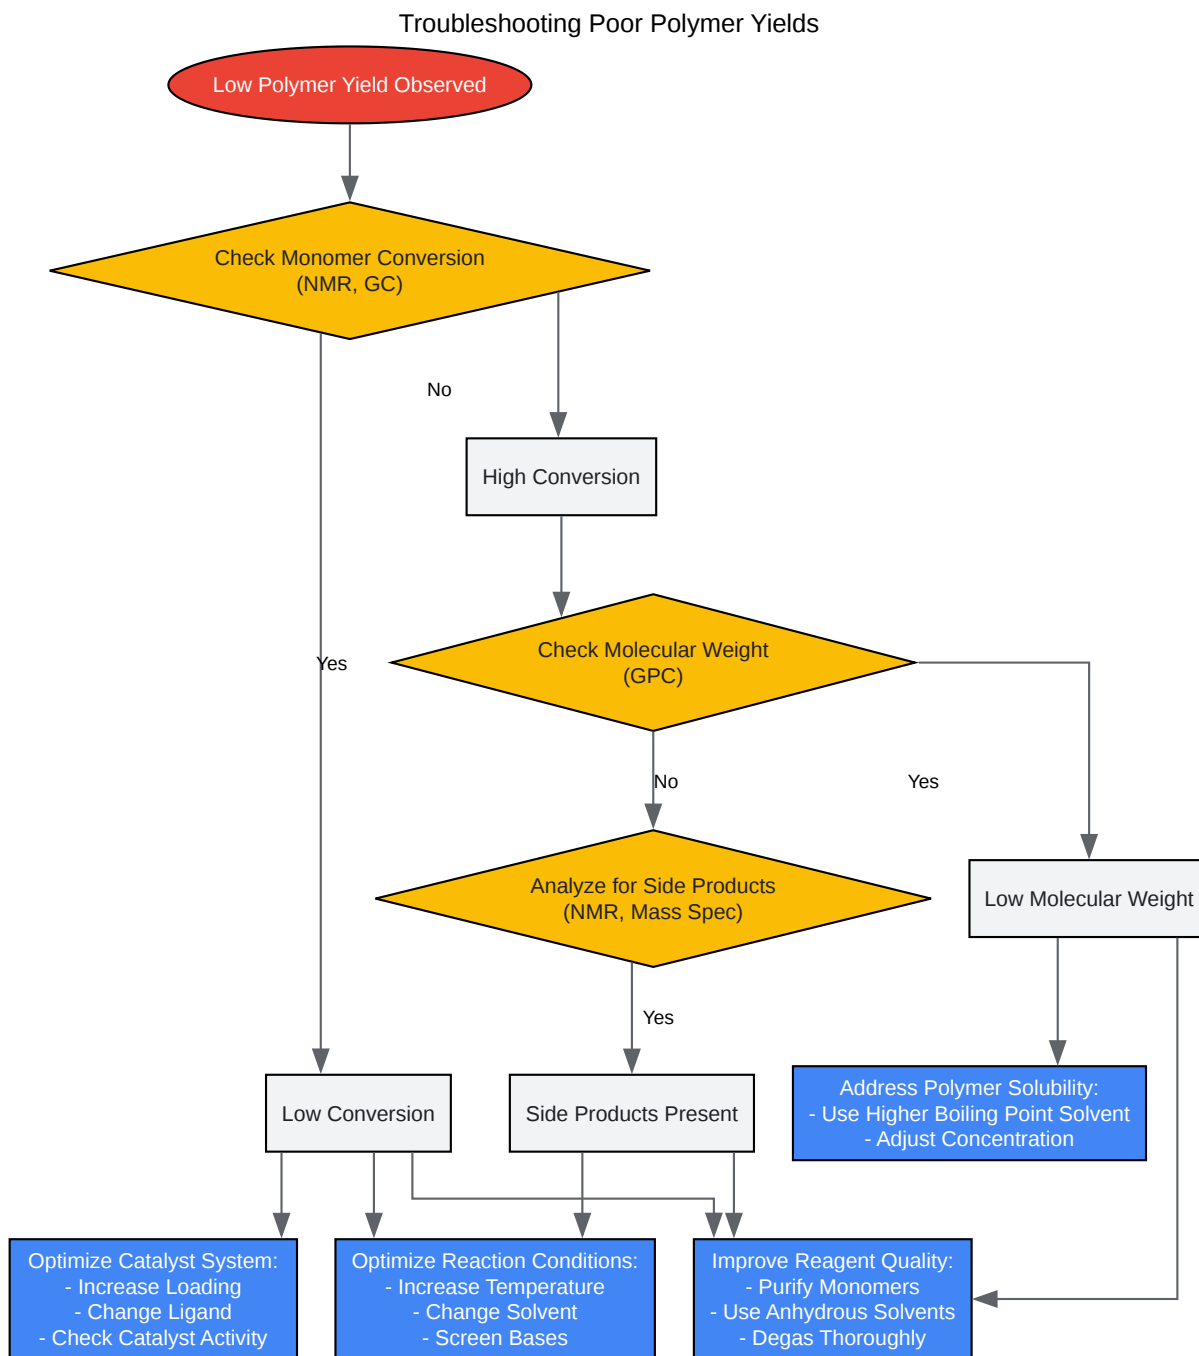 Troubleshooting Poor Polymer Yields
Low Polymer Yield Observed
Check Monomer Conversion
(NMR, GC)
No
High Conversion
Check Molecular Weight
(GPC)
Yes
No
Yes
Analyze for Side Products
(NMR, Mass Spec)
Low Molecular Weight
Yes
Low Conversion
Side Products Present
Address Polymer Solubility:
- Use Higher Boiling Point Solvent
- Adjust Concentration
Optimize Catalyst System:
- Increase Loading
- Change Ligand
- Check Catalyst Activity
Optimize Reaction Conditions:
- Increase Temperature
- Change Solvent
- Screen Bases
Improve Reagent Quality:
- Purify Monomers
- Use Anhydrous Solvents
- Degas Thoroughly